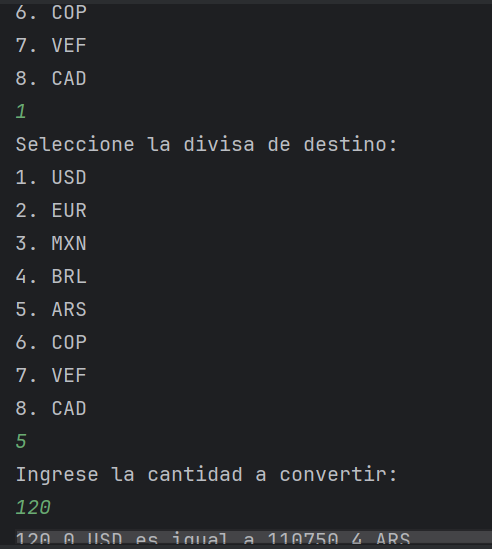 6. COP
7. VEF
8. CAD
1
Seleccione la divisa de destino:
1. USD
2. EUR
3. MXN
4. BRL
5. ARS
6. COP
7. VEF
8. CAD
5
Ingrese la cantidad a convertir:
120
120.0 USD es igual a 110750.4 ARS